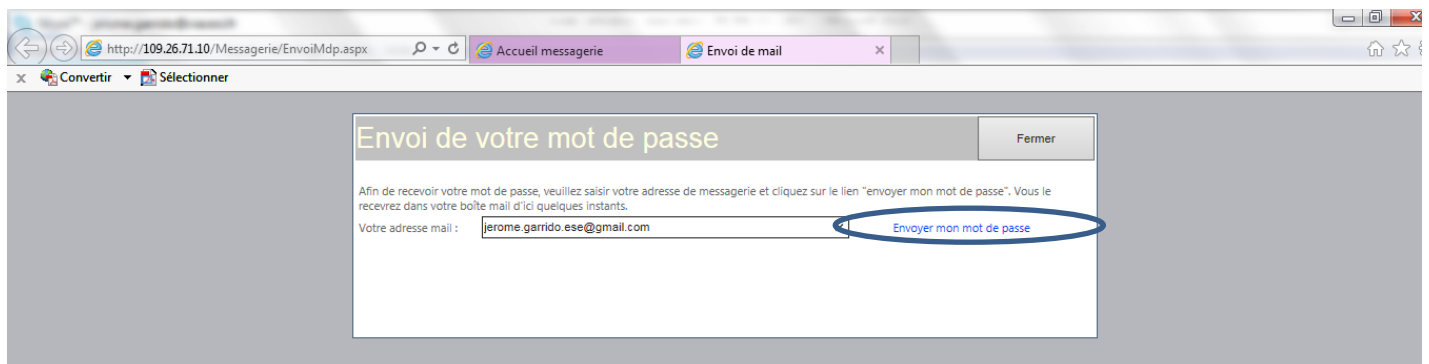 http://109.26.71.10/Messagerie/EnvoiMdp.aspx
Accueil messagerie
Envoi de mail
Convertir
Sélectionner
Envoi de votre mot de passe
Fermer
Afin de recevoir votre mot de passe, veuillez saisir votre adresse de messagerie et cliquez sur le lien "envoyer mon mot de passe". Vous le
recevrez dans votre boîte mail d'ici quelques instants.
Votre adresse mail :
jerome.garrido.ese@gmail.com
Envoyer mon mot de passe